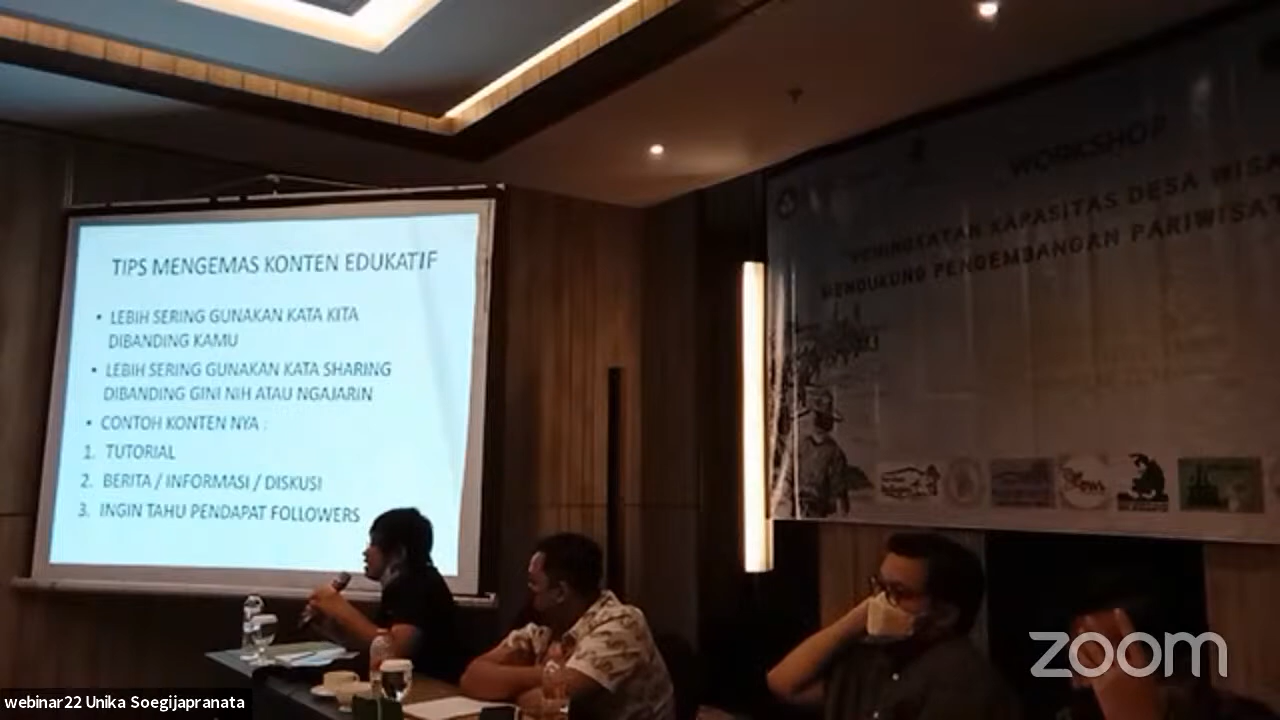 TIPS MENGEMAS KONTEN EDUKATIF
• LEBIH SERING GUNAKAN KATA KITA
DIBANDING KAMU
• LEBIH SERING GUNAKAN KATA SHARING
DIBANDING GINI NIH ATAU NGAJARIN
• CONTOH KONTEN NYA :
1. TUTORIAL
2. BERITA / INFORMASI / DISKUSI
3. INGIN TAHU PENDAPAT FOLLOWERS
WORKSHOP
PENINGKATAN KAPASITAS DESA WISA
MENDUKUNG PENGEMBANGAN PARIWISAT
zoom
webinar22 Unika Soegijapranata